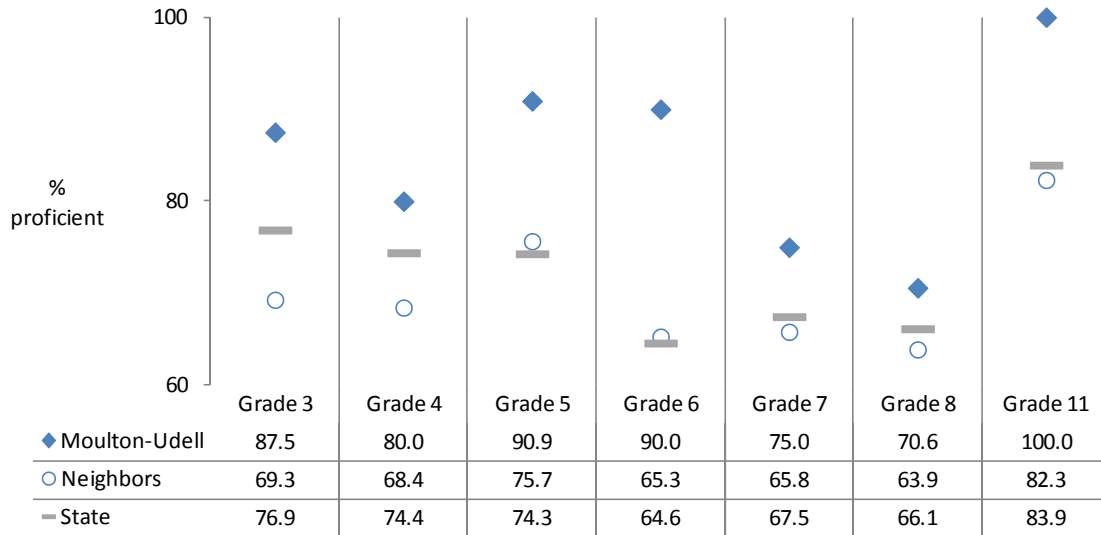 100
80
60
%
proficient
Grade 3 Grade 4 Grade 5 Grade 6 Grade 7 Grade 8 Grade 11
Moulton-Udell 87.5 80.0 90.9 90.0 75.0 70.6 100.0
Neighbors 69.3 68.4 75.7 65.3 65.8 63.9 82.3
State 76.9 74.4 74.3 64.6 67.5 66.1 83.9